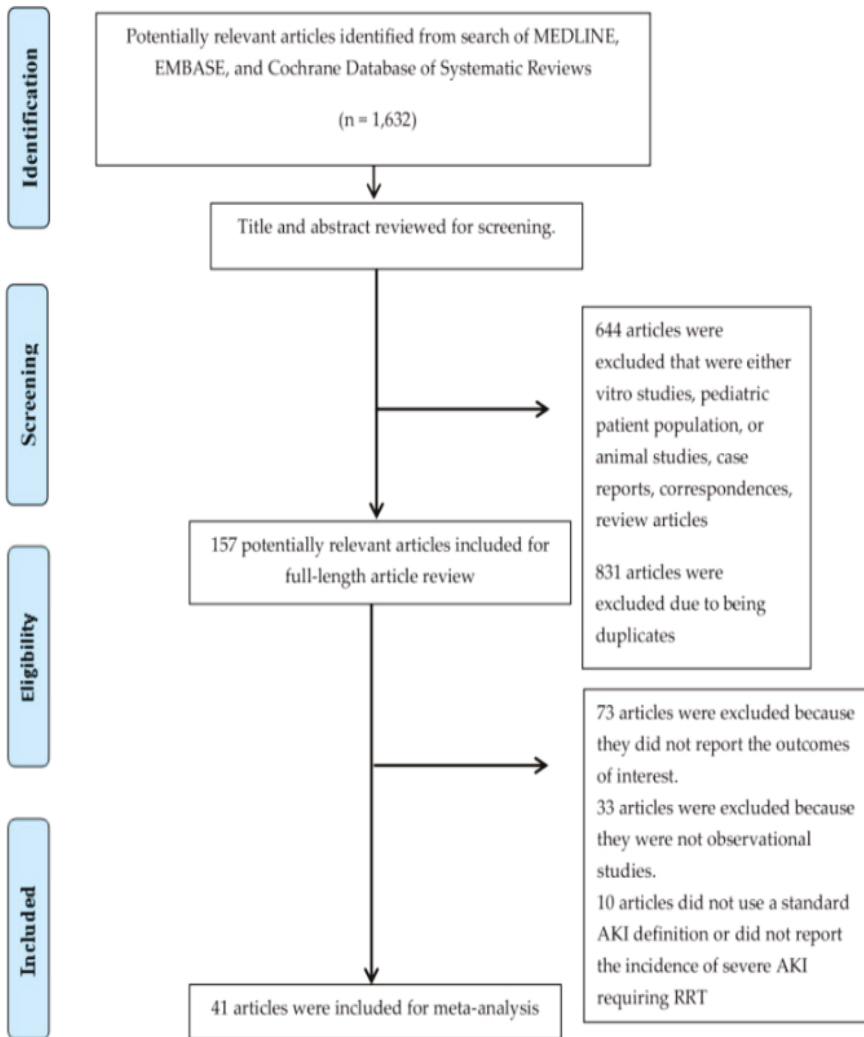 Identification
Potentially relevant articles identified from search of MEDLINE,
EMBASE, and Cochrane Database of Systematic Reviews
(n = 1,632)
Title and abstract reviewed for screening.
Screening
644 articles were
excluded that were either
vitro studies, pediatric
patient population, or
animal studies, case
reports, correspondences,
review articles
831 articles were
excluded due to being
duplicates
Eligibility
157 potentially relevant articles included for
full-length article review
73 articles were excluded because
they did not report the outcomes
of interest.
33 articles were excluded because
they were not observational
studies.
10 articles did not use a standard
AKI definition or did not report
the incidence of severe AKI
requiring RRT
Included
41 articles were included for meta-analysis